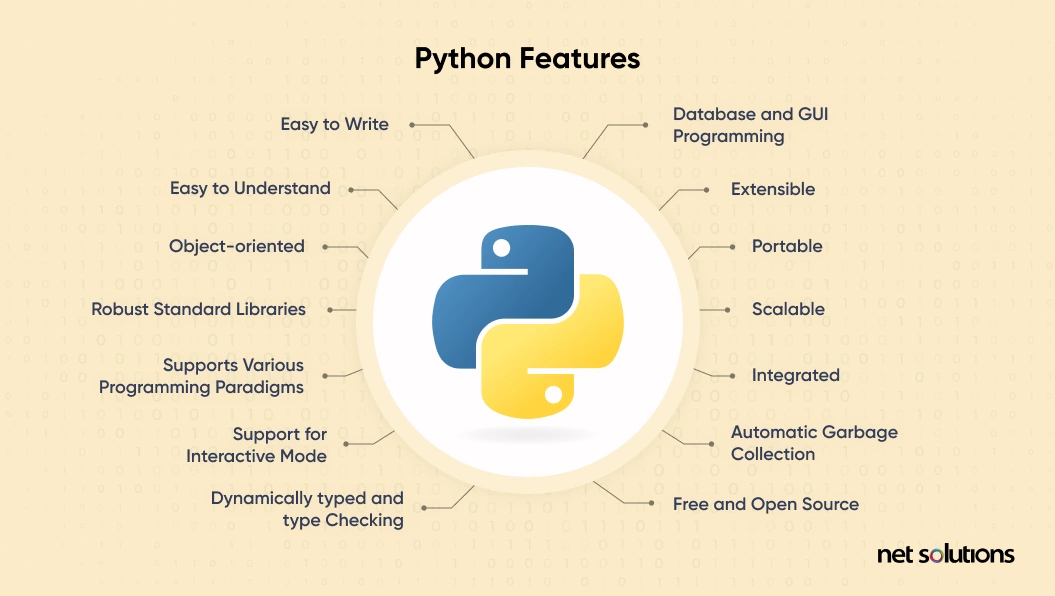 Python Features
Easy to Write
Easy to Understand
Object-oriented
Robust Standard Libraries
Supports Various
Programming Paradigms
Support for
Interactive Mode
Dynamically typed and
type Checking
Database and GUI
Programming
Extensible
Portable
Scalable
Integrated
Automatic Garbage
Collection
Free and Open Source
net solutions